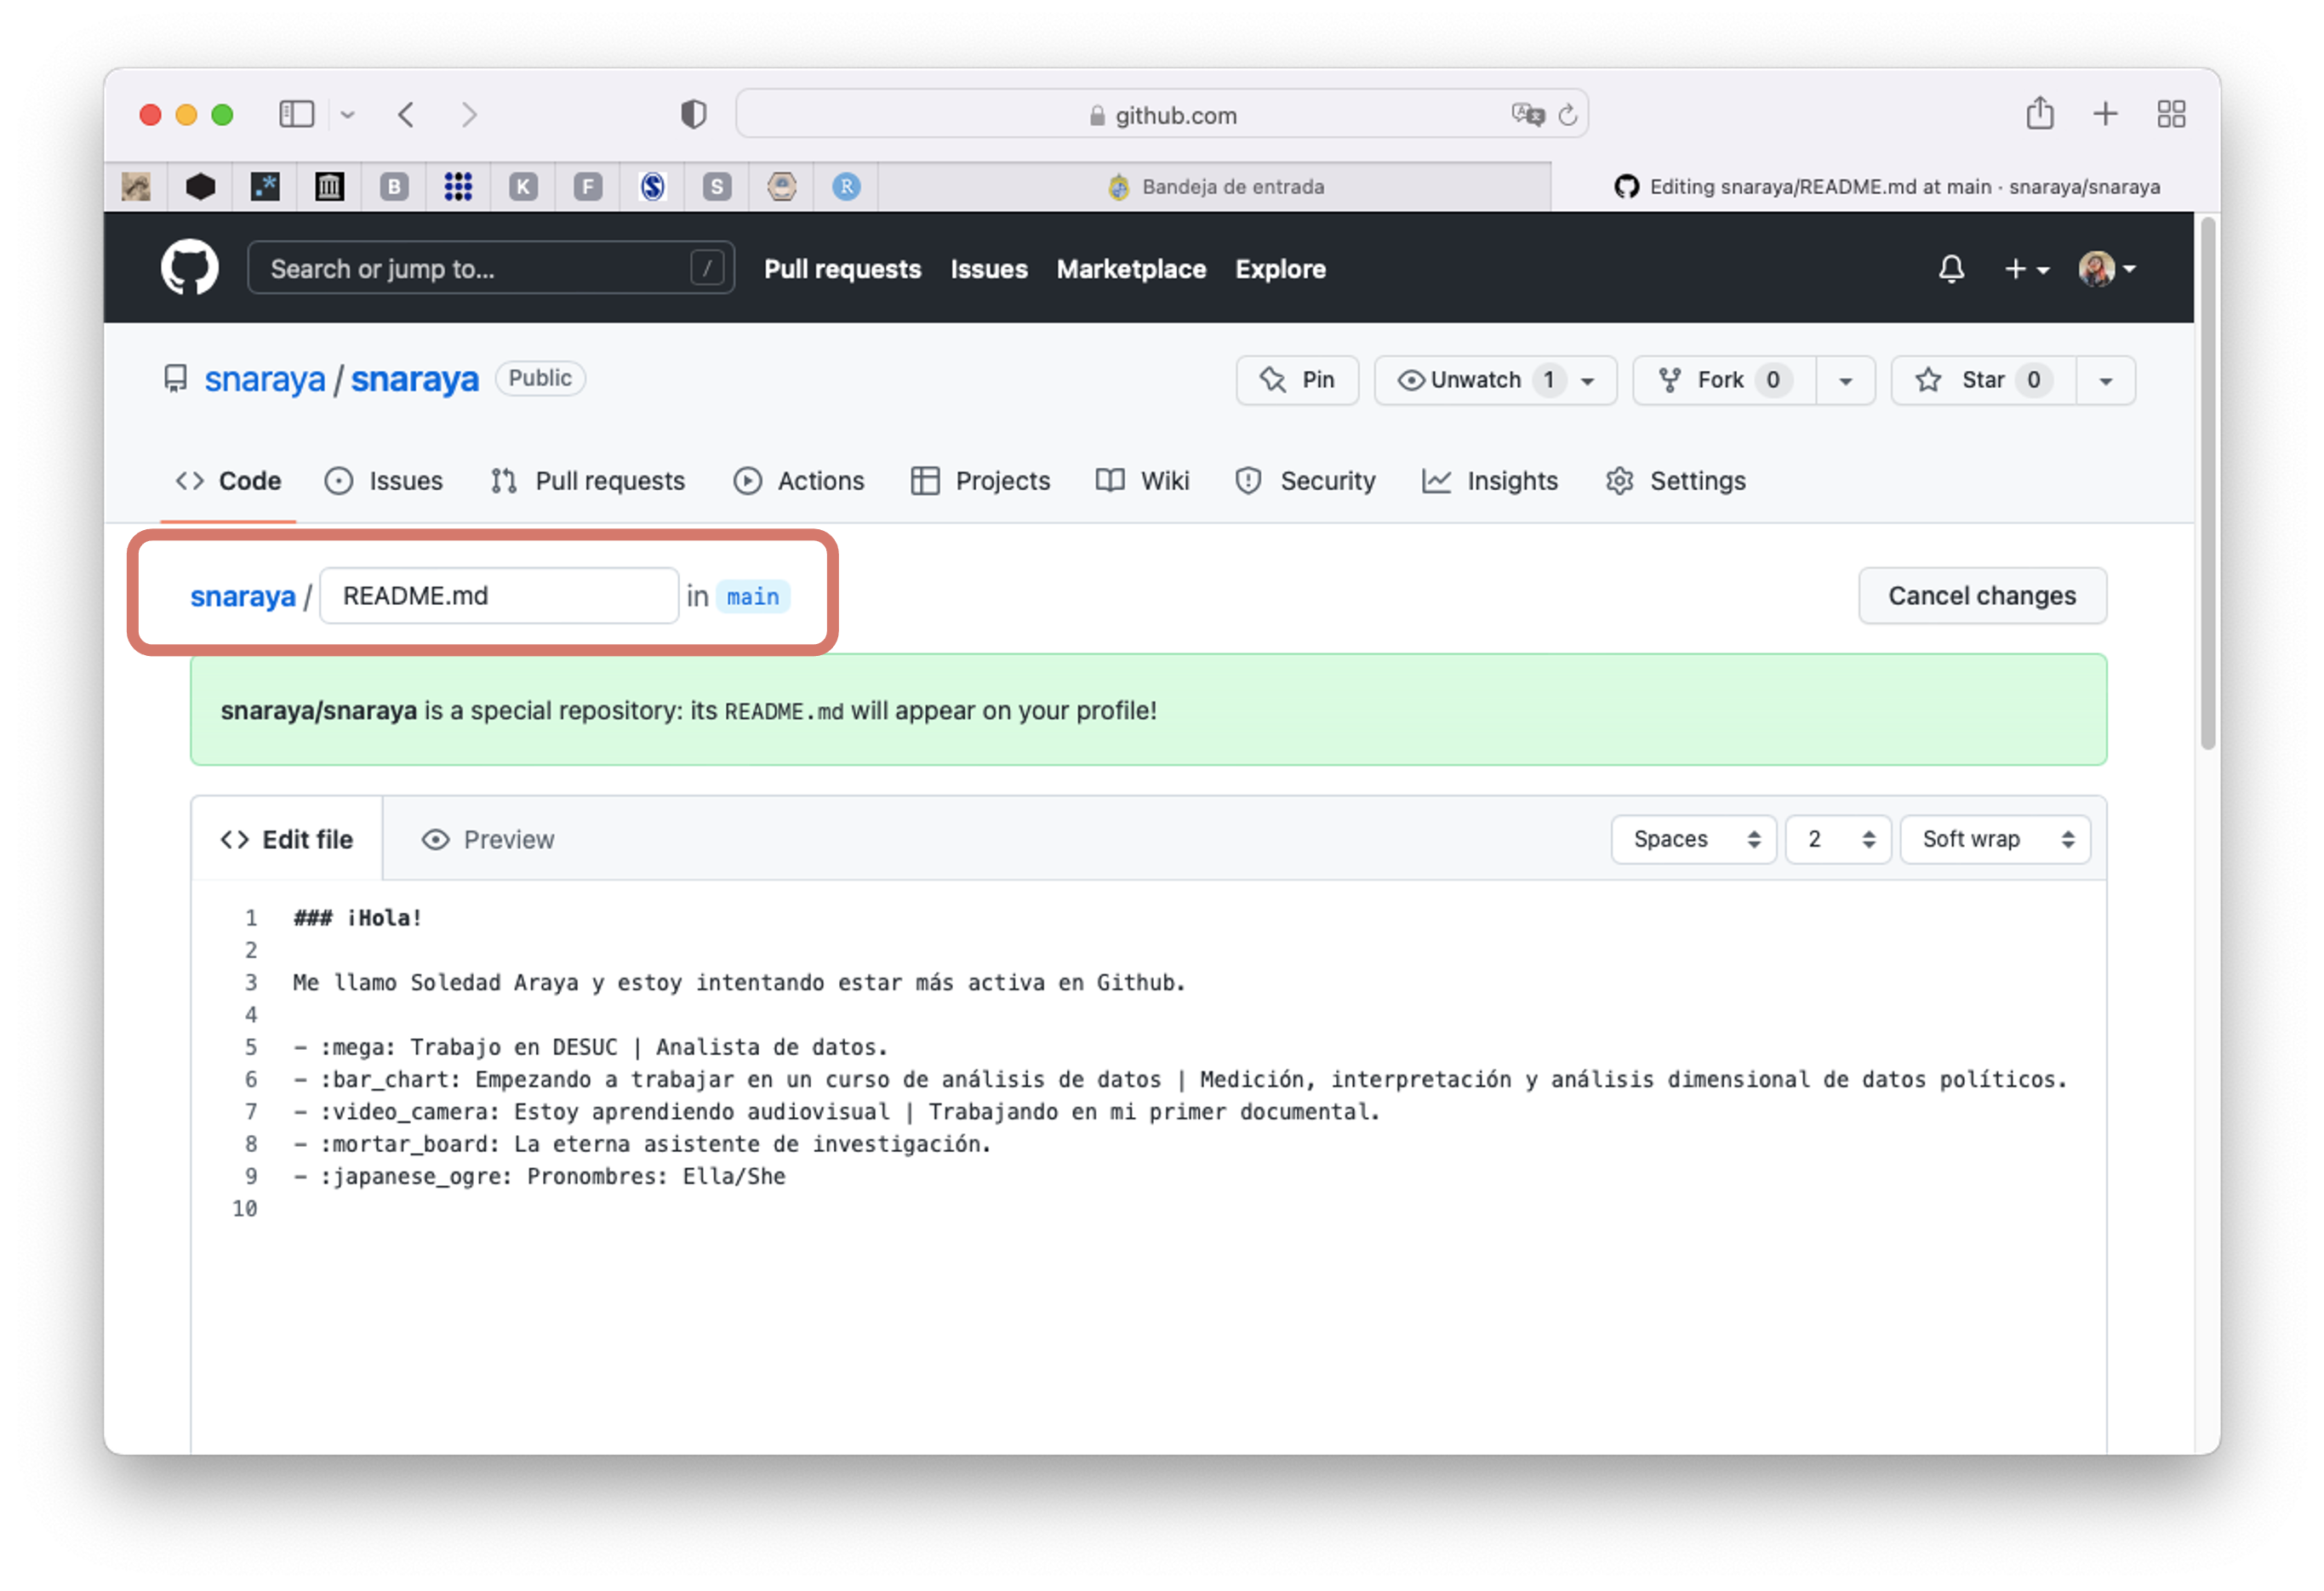 github.com
B
K
F
S
S
R
Bandeja de entrada
Editing snaraya/README.md at main · snaraya/snaraya
Search or jump to...
/
Pull requests
Issues
Marketplace
Explore
snaraya / snaraya
Public
Pin
Unwatch 1
Fork 0
Star 0
Code
Issues
Pull requests
Actions
Projects
Wiki
Security
Insights
Settings
snaraya / README.md in main
Cancel changes
snaraya/snaraya is a special repository: its README.md will appear on your profile!
Edit file
Preview
Spaces
2
Soft wrap
1 ### ¡Hola!
2
3 Me llamo Soledad Araya y estoy intentando estar más activa en Github.
4
5 - :mega: Trabajo en DESUC | Analista de datos.
6 - :bar_chart: Empezando a trabajar en un curso de análisis de datos | Medición, interpretación y análisis dimensional de datos políticos.
7 - :video_camera: Estoy aprendiendo audiovisual | Trabajando en mi primer documental.
8 - :mortar_board: La eterna asistente de investigación.
9 - :japanese_ogre: Pronombres: Ella/She
10